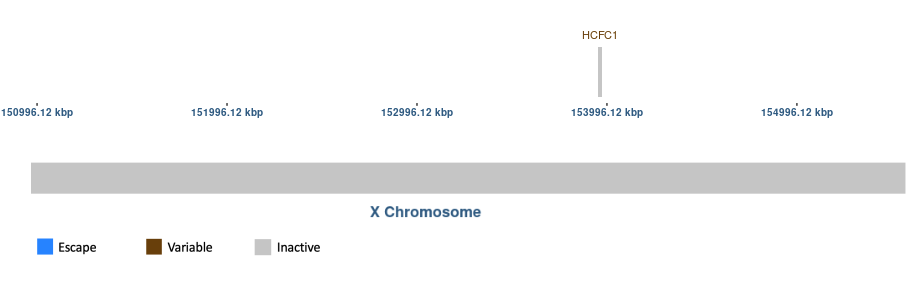 HCFC1
150996.12 kbp 151996.12 kbp 152996.12 kbp 153996.12 kbp 154996.12 kbp
X Chromosome
Escape Variable Inactive